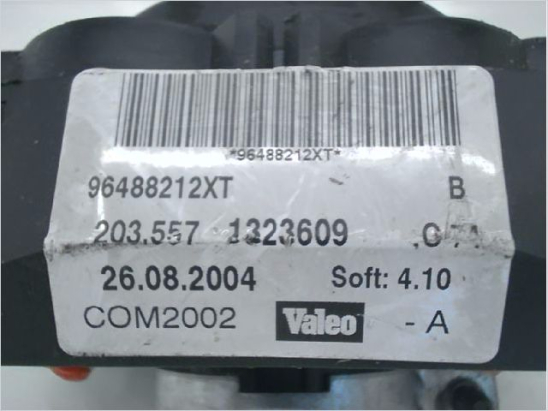 *96488212XT*
96488212XT B
203.557 1323609
26.08.2004 Soft: 4.10
COM2002 Valeo - A